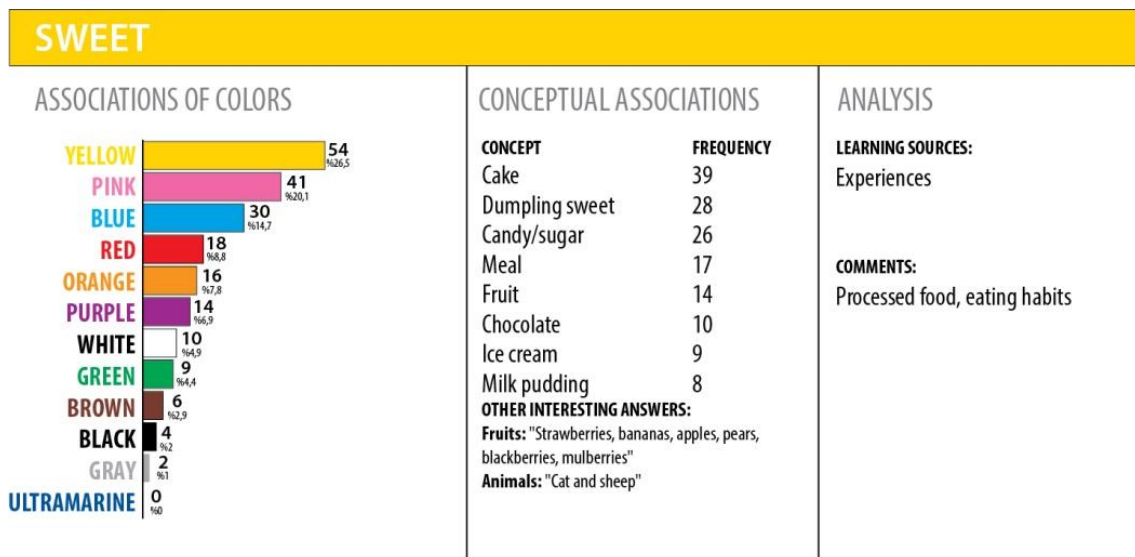 SWEET
ASSOCIATIONS OF COLORS
YELLOW 54
%26,5
PINK 41
%20,1
BLUE 30
%14,7
RED 18
%8,8
ORANGE 16
%7,8
PURPLE 14
%6,9
WHITE 10
%4,9
GREEN 9
%4,4
BROWN 6
%2,9
BLACK 4
%2
GRAY 2
%1
ULTRAMARINE 0
%0
CONCEPTUAL ASSOCIATIONS
CONCEPT FREQUENCY
Cake 39
Dumpling sweet 28
Candy/sugar 26
Meal 17
Fruit 14
Chocolate 10
Ice cream 9
Milk pudding 8
OTHER INTERESTING ANSWERS:
Fruits: "Strawberries, bananas, apples, pears,
blackberries, mulberries"
Animals: "Cat and sheep"
ANALYSIS
LEARNING SOURCES:
Experiences
COMMENTS:
Processed food, eating habits